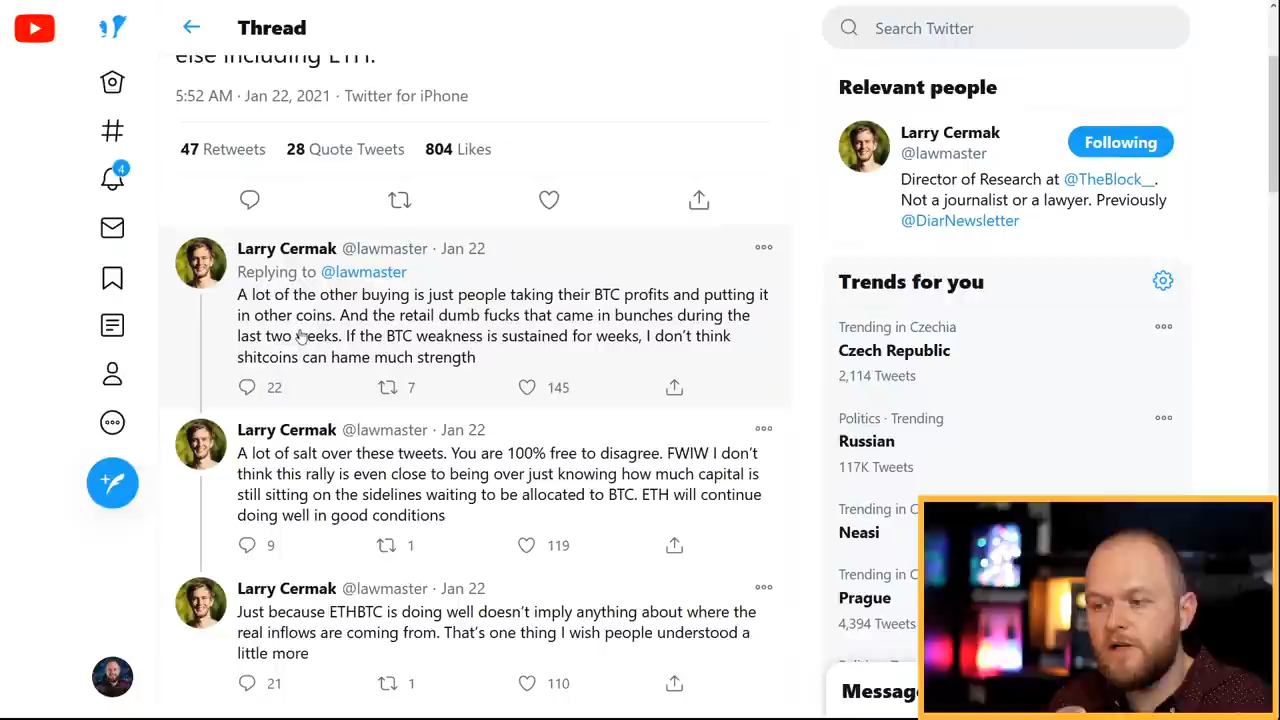 Thread
Search Twitter
else including ETH.
5:52 AM · Jan 22, 2021 · Twitter for iPhone
47 Retweets 28 Quote Tweets 804 Likes
Larry Cermak @lawmaster · Jan 22
Replying to @lawmaster
A lot of the other buying is just people taking their BTC profits and putting it
in other coins. And the retail dumb fucks that came in bunches during the
last two weeks. If the BTC weakness is sustained for weeks, I don't think
shitcoins can hame much strength
22 7 145
Larry Cermak @lawmaster · Jan 22
A lot of salt over these tweets. You are 100% free to disagree. FWIW I don't
think this rally is even close to being over just knowing how much capital is
still sitting on the sidelines waiting to be allocated to BTC. ETH will continue
doing well in good conditions
9 1 119
Larry Cermak @lawmaster · Jan 22
Just because ETHBTC is doing well doesn't imply anything about where the
real inflows are coming from. That's one thing I wish people understood a
little more
21 1 110
4
Relevant people
Larry Cermak
@lawmaster
Following
Director of Research at @TheBlock__.
Not a journalist or a lawyer. Previously
@DiarNewsletter
Trends for you
Trending in Czechia
Czech Republic
2,114 Tweets
Politics · Trending
Russian
117K Tweets
Trending in C
Neasi
Trending in C
Prague
4,394 Tweets
Messag